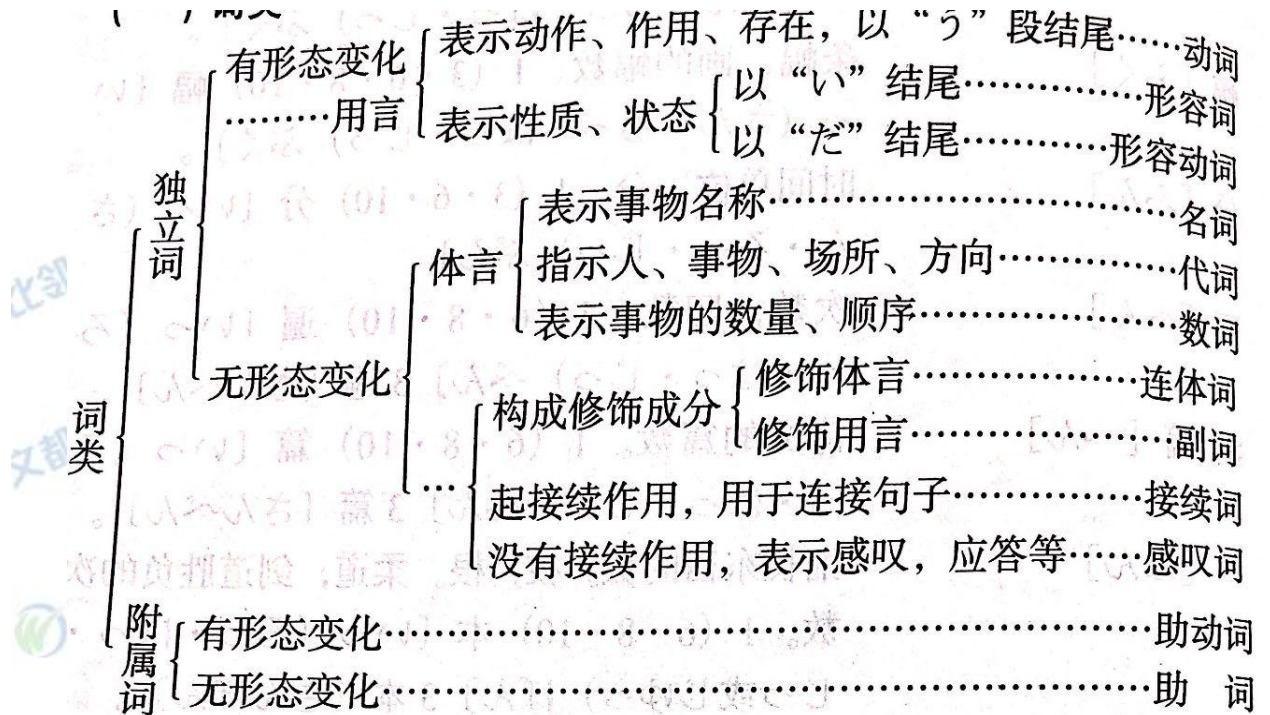 (一)词类
表示动作、作用、存在，以“う”段结尾……动词
有形态变化
………用言
表示性质、状态
以“い”结尾……………形容词
以“だ”结尾…………形容动词
独立词
表示事物名称………………………………名词
体言
指示人、事物、场所、方向……………代词
表示事物的数量、顺序…………………数词
无形态变化
构成修饰成分
修饰体言………………连体词
修饰用言…………………副词
词类
…
起接续作用，用于连接句子……………接续词
没有接续作用，表示感叹，应答等……感叹词
附属词
有形态变化………………………………………………………助动词
无形态变化………………………………………………………助 词